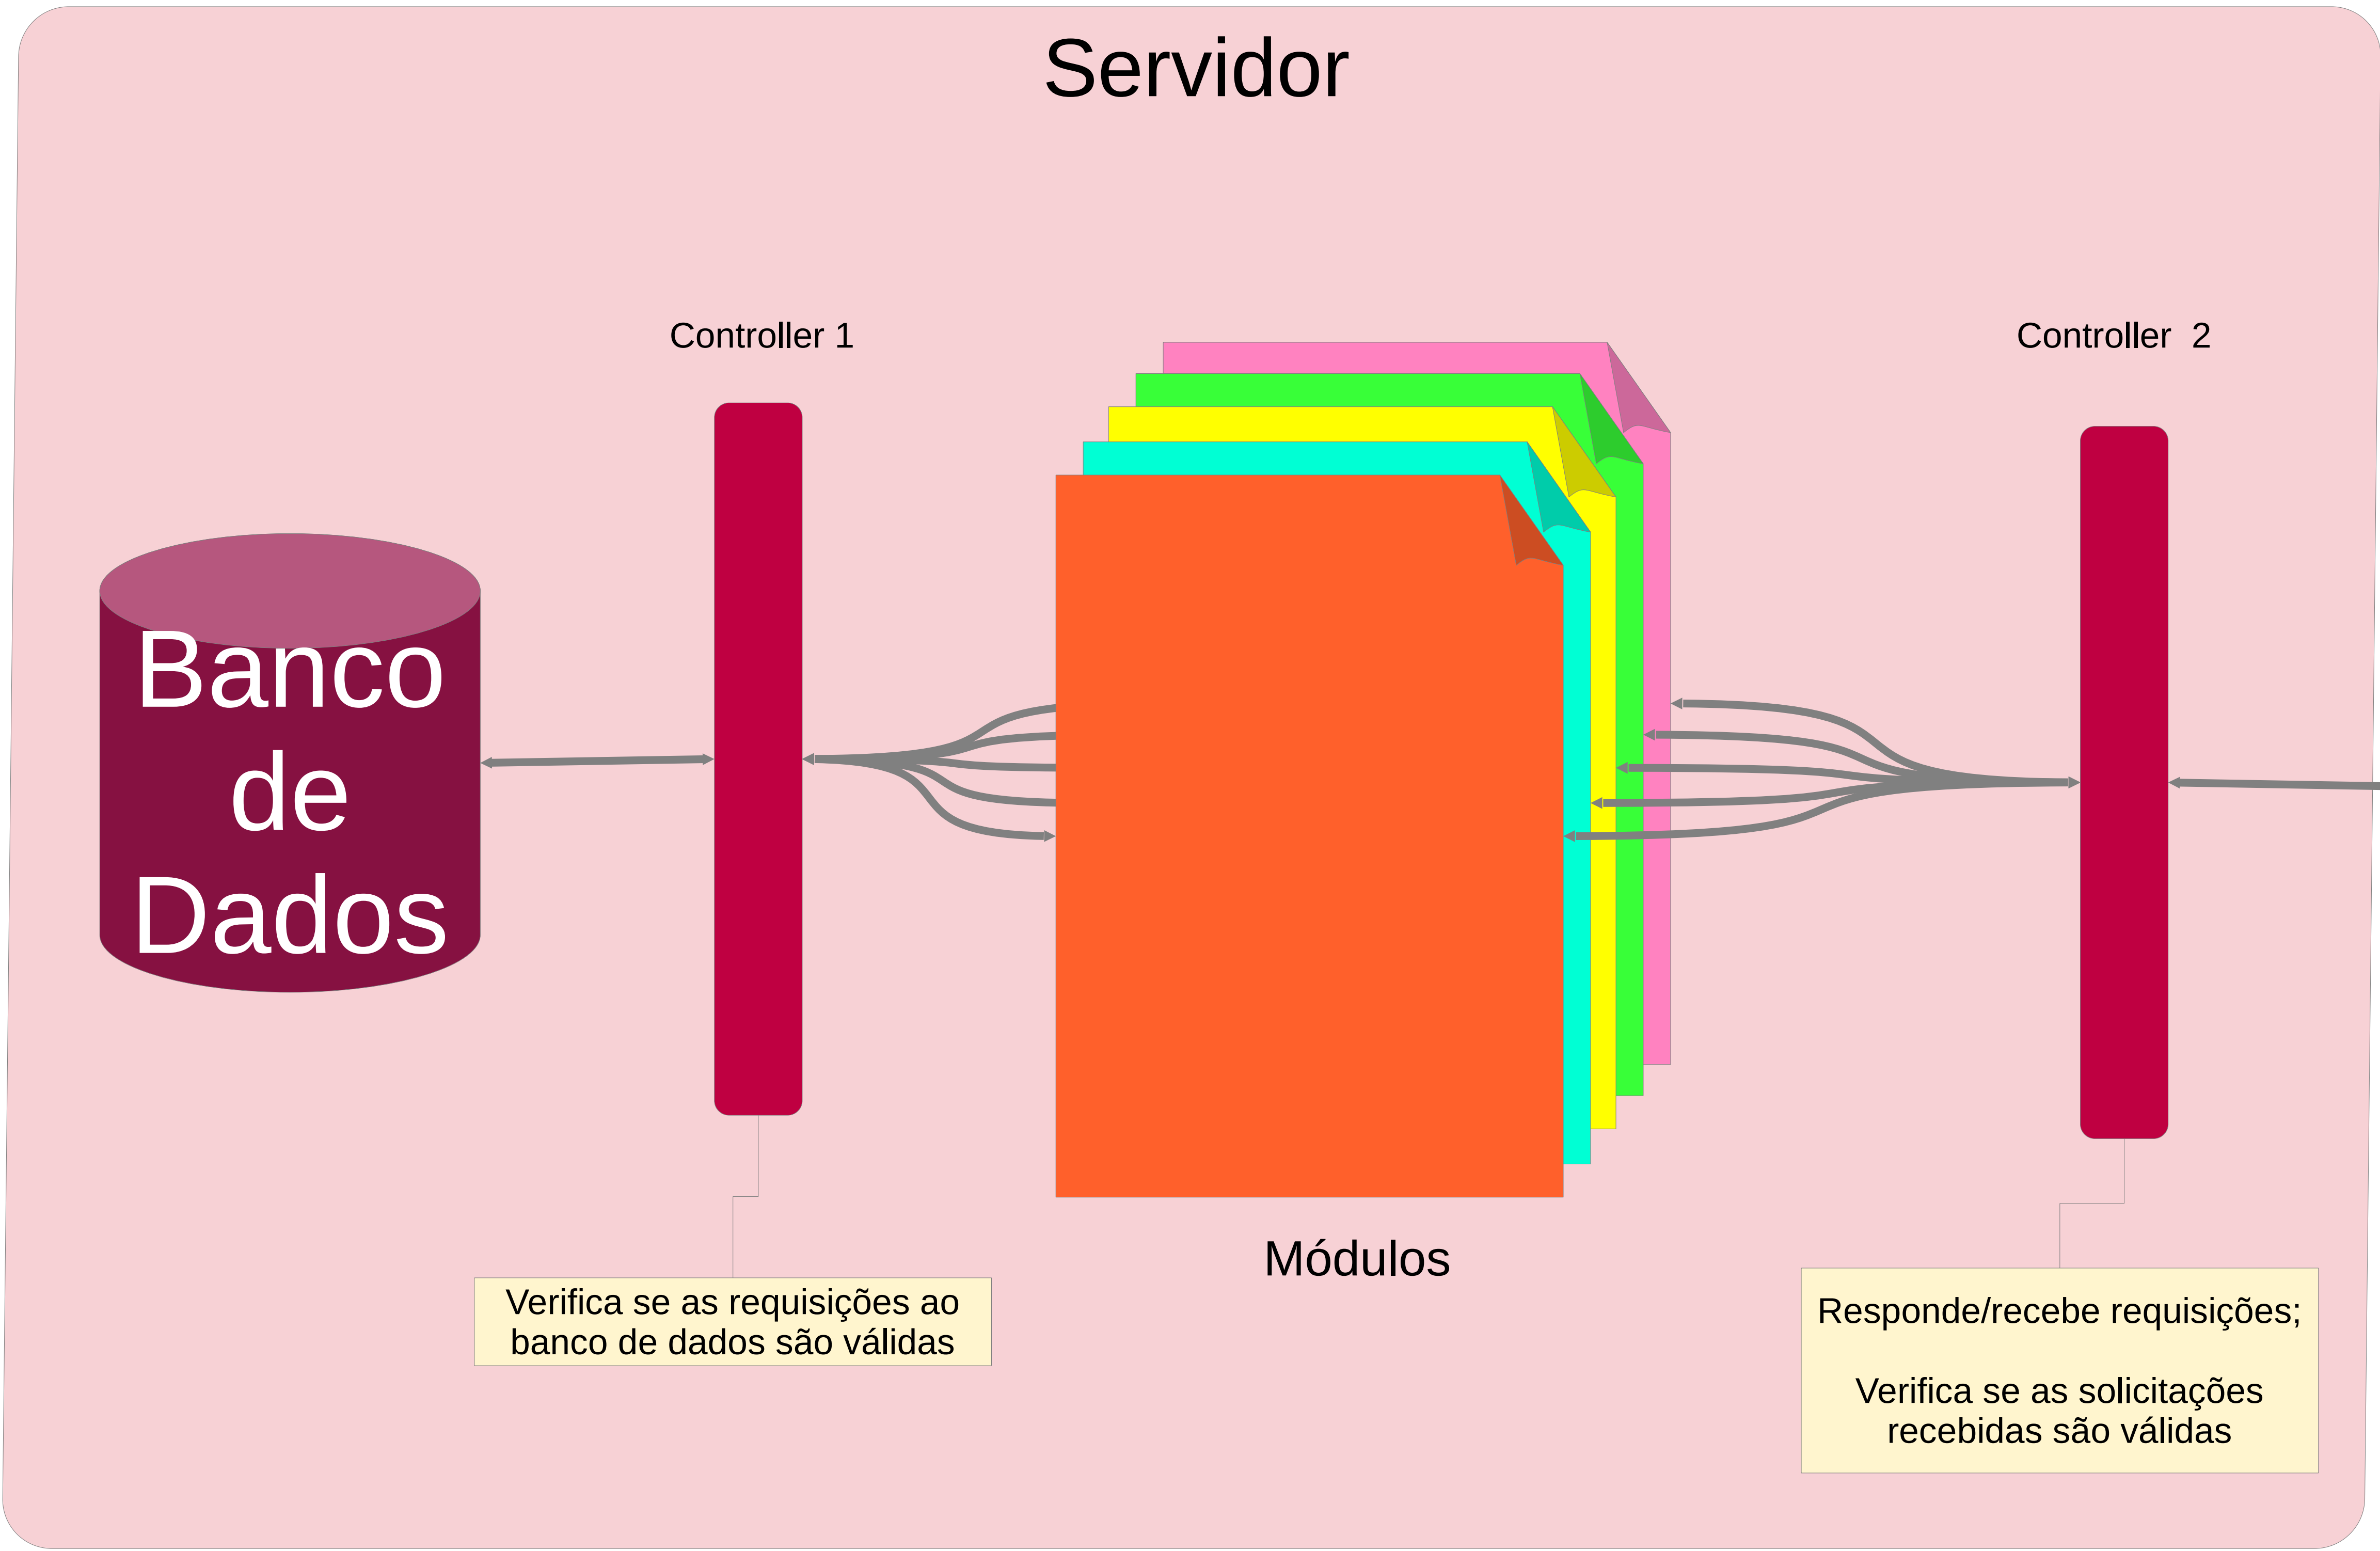 Servidor
Controller 1
Controller  2
Banco
de
Dados
Módulos
Verifica se as requisições ao
banco de dados são válidas
Responde/recebe requisições;
Verifica se as solicitações
recebidas são válidas